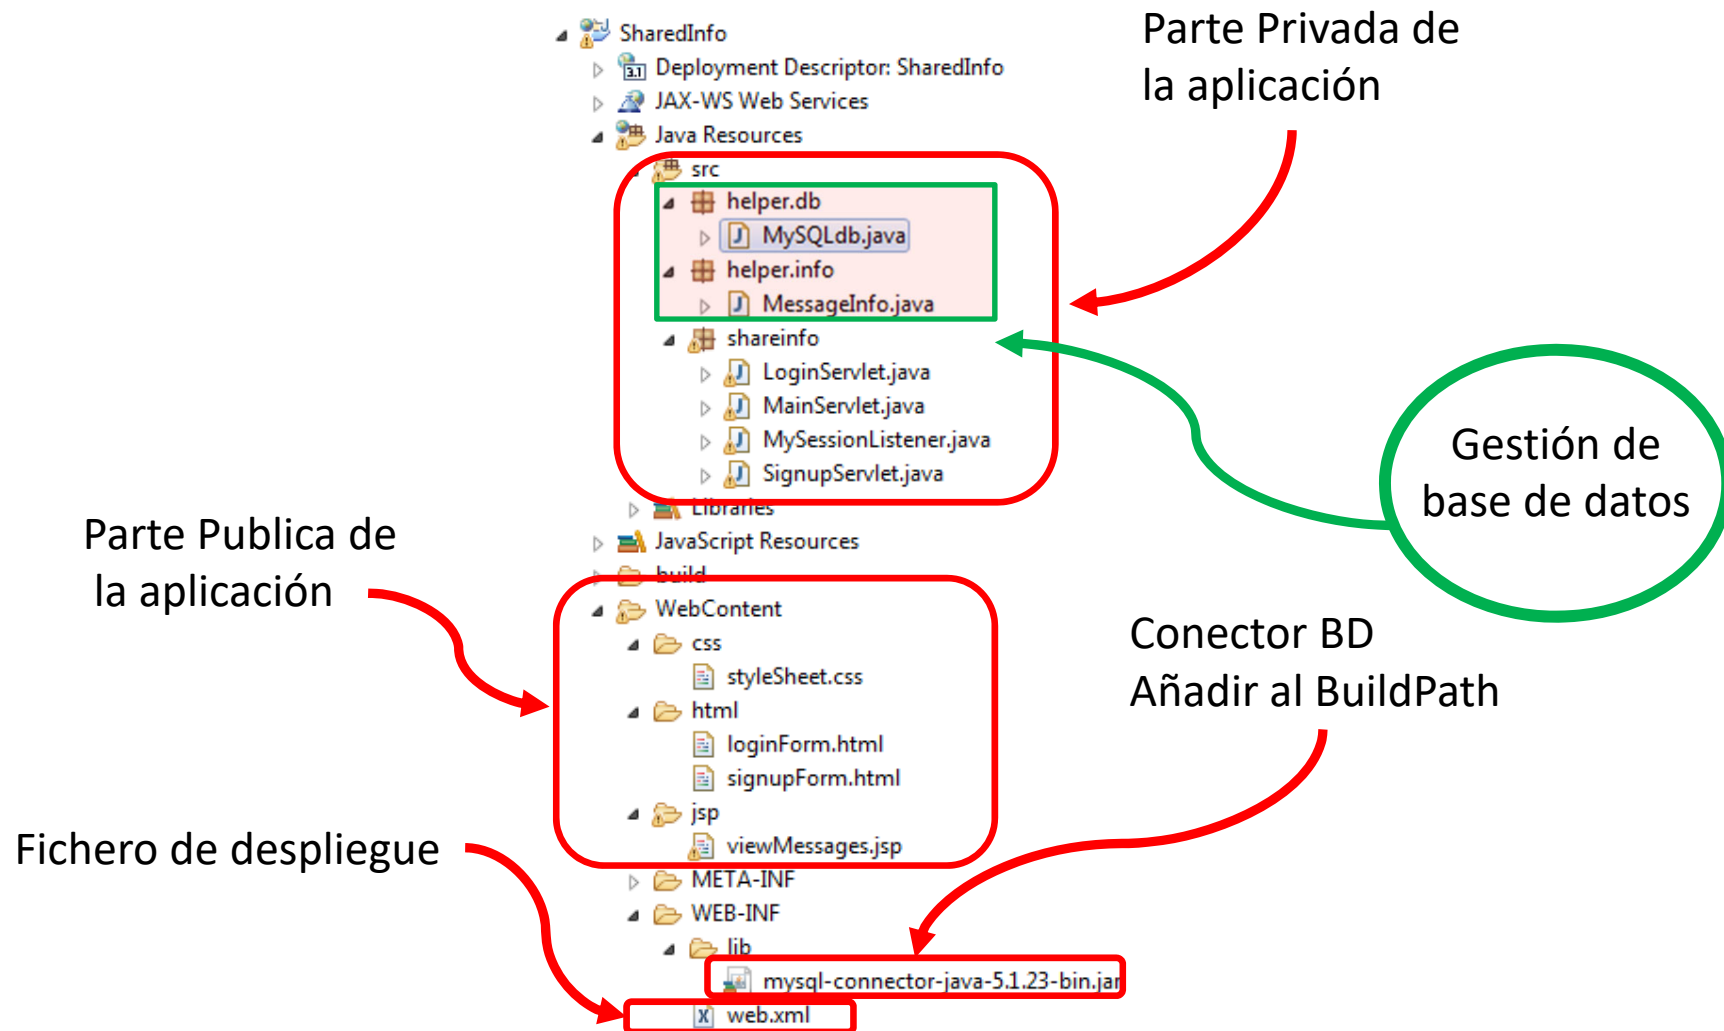 SharedInfo
Deployment Descriptor: SharedInfo
3.1
JAX-WS Web Services
Java Resources
src
helper.db
MySQLdb.java
helper.info
MessageInfo.java
shareinfo
LoginServlet.java
MainServlet.java
MySessionListener.java
SignupServlet.java
Libraries
JavaScript Resources
build
WebContent
css
styleSheet.css
html
loginForm.html
signupForm.html
jsp
viewMessages.jsp
META-INF
WEB-INF
lib
mysql-connector-java-5.1.23-bin.jar
web.xml
Parte Privada de
la aplicación
Gestión de
base de datos
Parte Publica de
la aplicación
Conector BD
Añadir al BuildPath
Fichero de despliegue